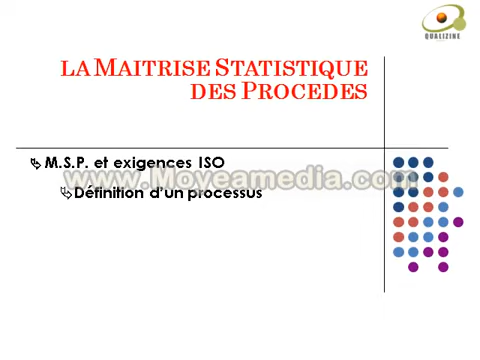 QUALIZINE
LA MAITRISE STATISTIQUE
DES PROCEDES
M.S.P. et exigences ISO
www.Moveamedia.com
Définition d'un processus